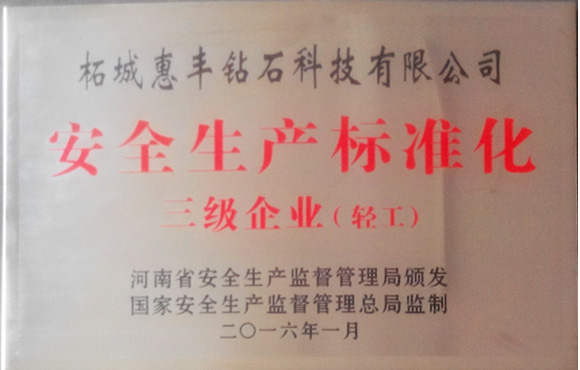 柘城惠丰钻石科技有限公司
安全生产标准化
三级企业(轻工)
河南省安全生产监督管理局颁发
国家安全生产监督管理总局监制
二〇一六年一月